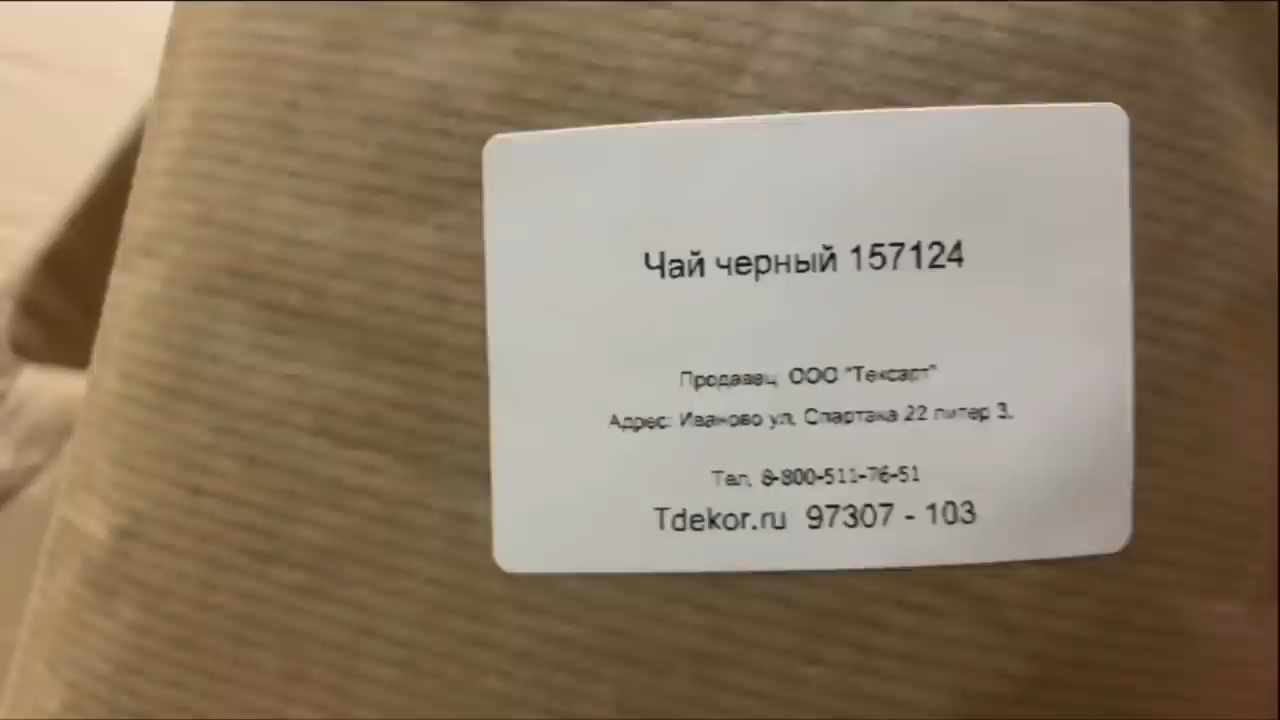 Чай черный 157124
Продавец ООО "Тексарт"
Адрес: Иваново ул. Спартака 22 литер 3.
Тел. 8-800-511-76-51
Tdekor.ru 97307 - 103